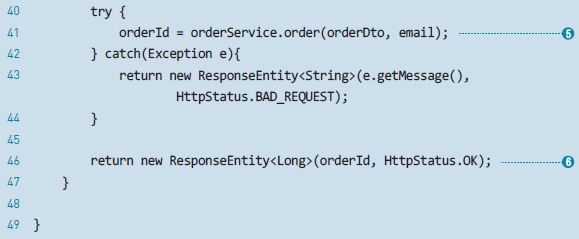 40 try {
41 orderId = orderService.order(orderDto, email); 5
42 } catch(Exception e){
43 return new ResponseEntity<String>(e.getMessage(),
HttpStatus.BAD_REQUEST);
44 }
45
46 return new ResponseEntity<Long>(orderId, HttpStatus.OK); 6
47 }
48
49 }